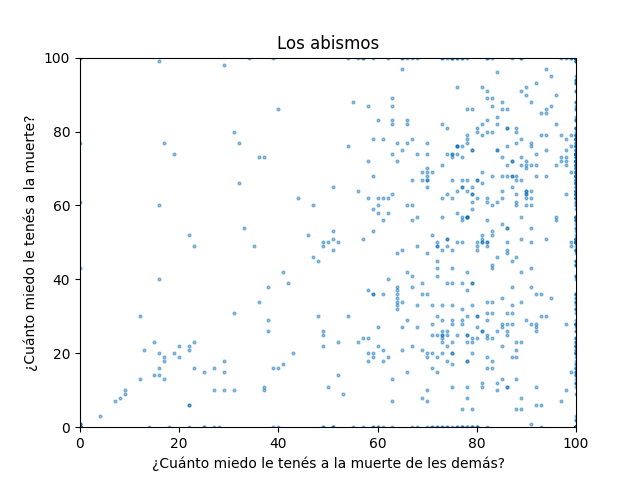 Los abismos
¿Cuánto miedo le tenés a la muerte?
100
80
60
40
20
0
0 20 40 60 80 100
¿Cuánto miedo le tenés a la muerte de les demás?